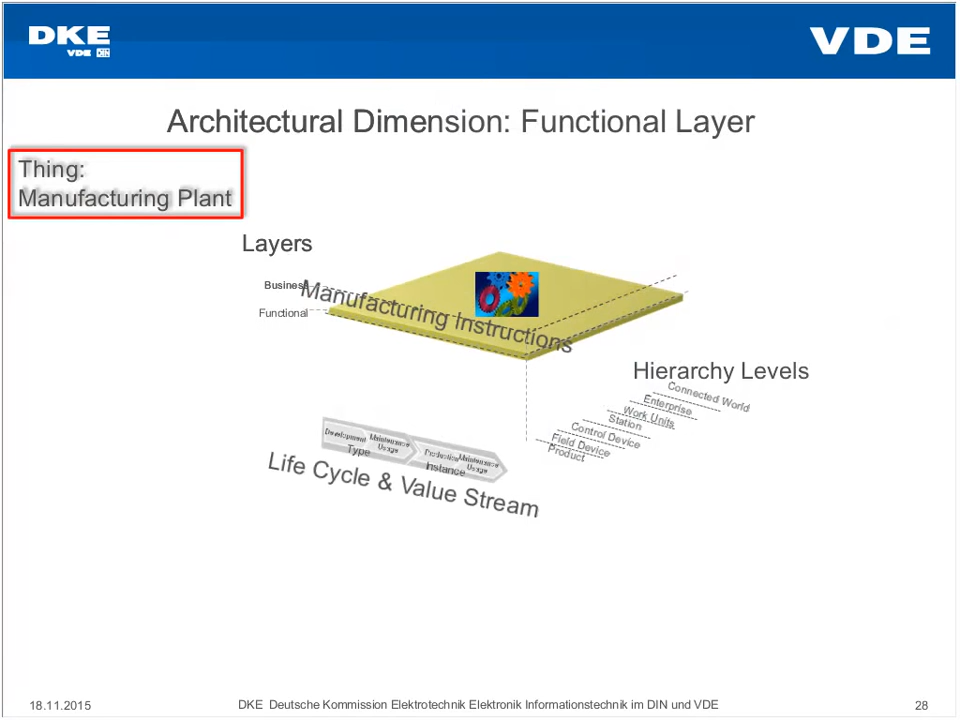 DKE
VDE DIN
VDE
Architectural Dimension: Functional Layer
Thing:
Manufacturing Plant
Layers
Business
Functional
Manufacturing Instructions
Hierarchy Levels
Connected World
Enterprise
Work Units
Station
Control Device
Field Device
Product
Development
Maintenance
Usage
Type
Production
Maintenance
Usage
Instance
Life Cycle & Value Stream
18.11.2015
DKE Deutsche Kommission Elektrotechnik Elektronik Informationstechnik im DIN und VDE
28